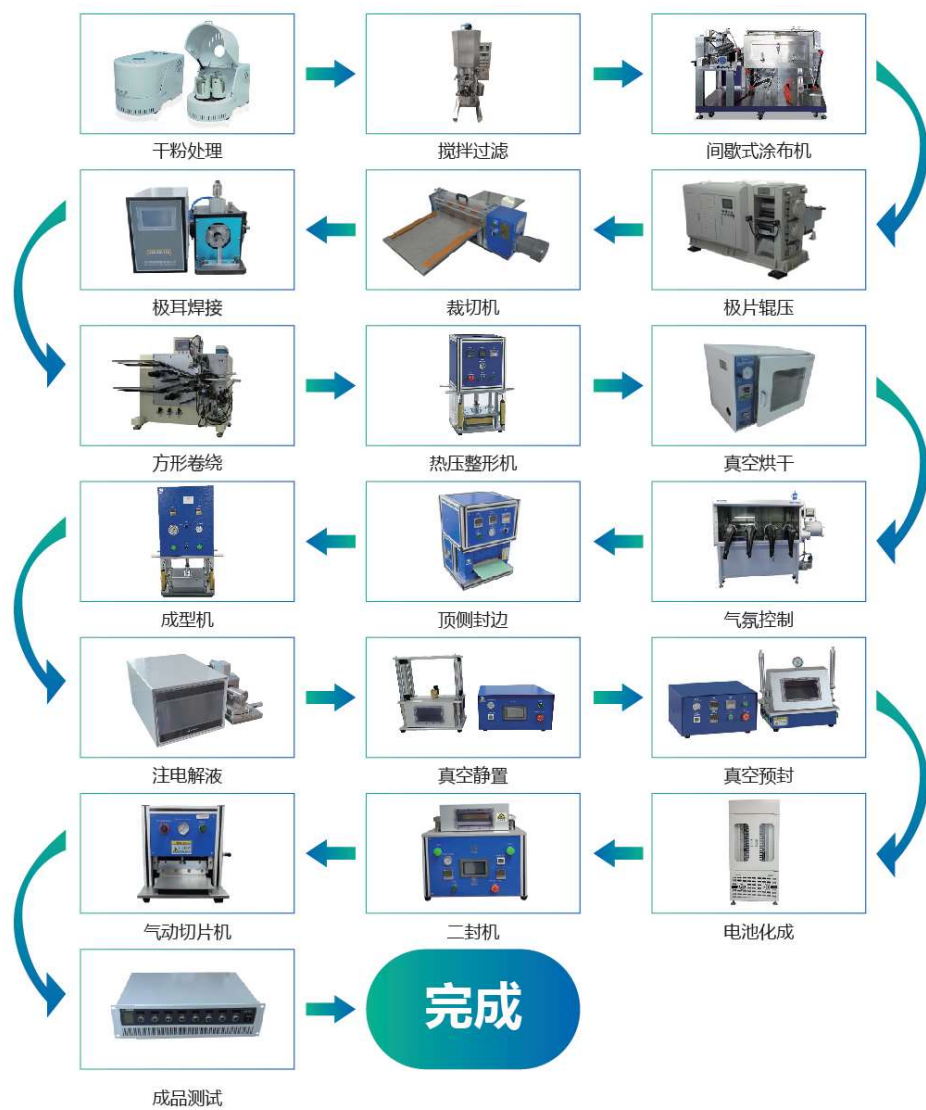 干粉处理
搅拌过滤
间歇式涂布机
极耳焊接
裁切机
极片辊压
方形卷绕
热压整形机
真空烘干
成型机
顶侧封边
气氛控制
注电解液
真空静置
真空预封
气动切片机
二封机
电池化成
完成
成品测试